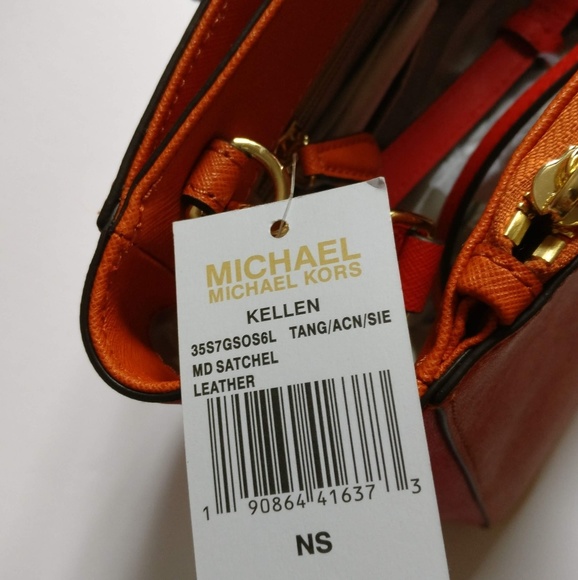 MICHAEL
MICHAEL KORS
KELLEN
35S7GSOS6L TANG/ACN/SIE
MD SATCHEL
LEATHER
1 90864 41637 3
NS